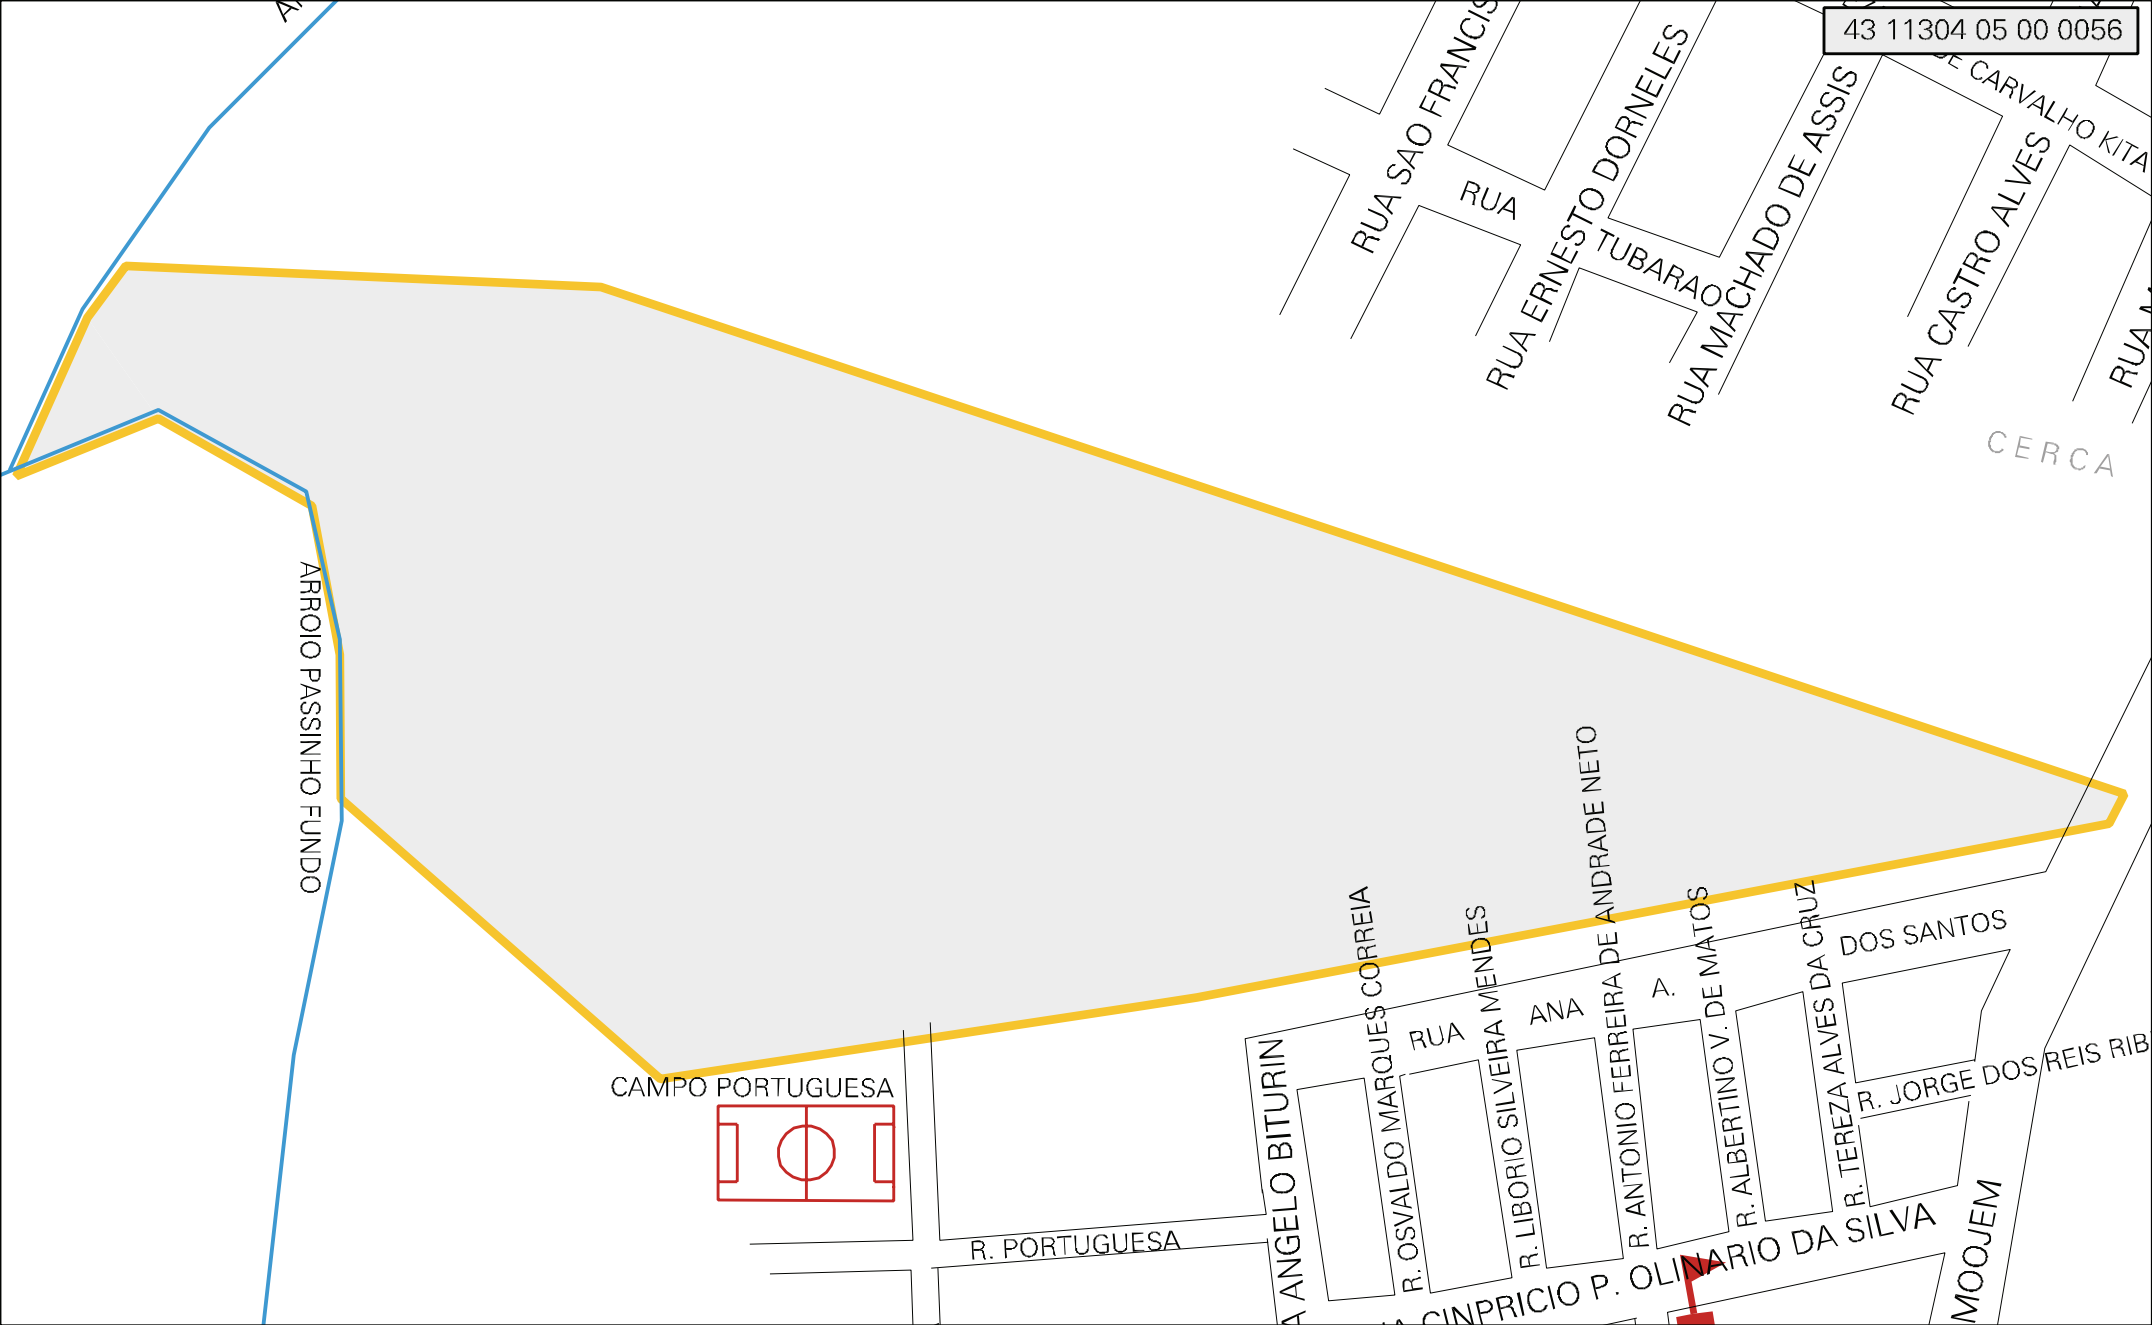 43 11304 05 00 0056
RUA SAO FRANCIS
RUA ERNESTO DORNELES
RUA MACHADO DE ASSIS
DE CARVALHO KITA
RUA CASTRO ALVES
RUA
TUBARAO
RUA
CERCA
ARROIO PASSINHO FUNDO
R. ANTONIO FERREIRA DE ANDRADE NETO
R. OSVALDO MARQUES CORREIA
R. LIBORIO SILVEIRA MENDES
R. ALBERTINO V. DE MATOS
R. TEREZA ALVES DA CRUZ
RUA ANA A. DOS SANTOS
A ANGELO BITURIN
R. JORGE DOS REIS RIB
CAMPO PORTUGUESA
R. PORTUGUESA
CINPRICIO P. OLINARIO DA SILVA
MOOJEM